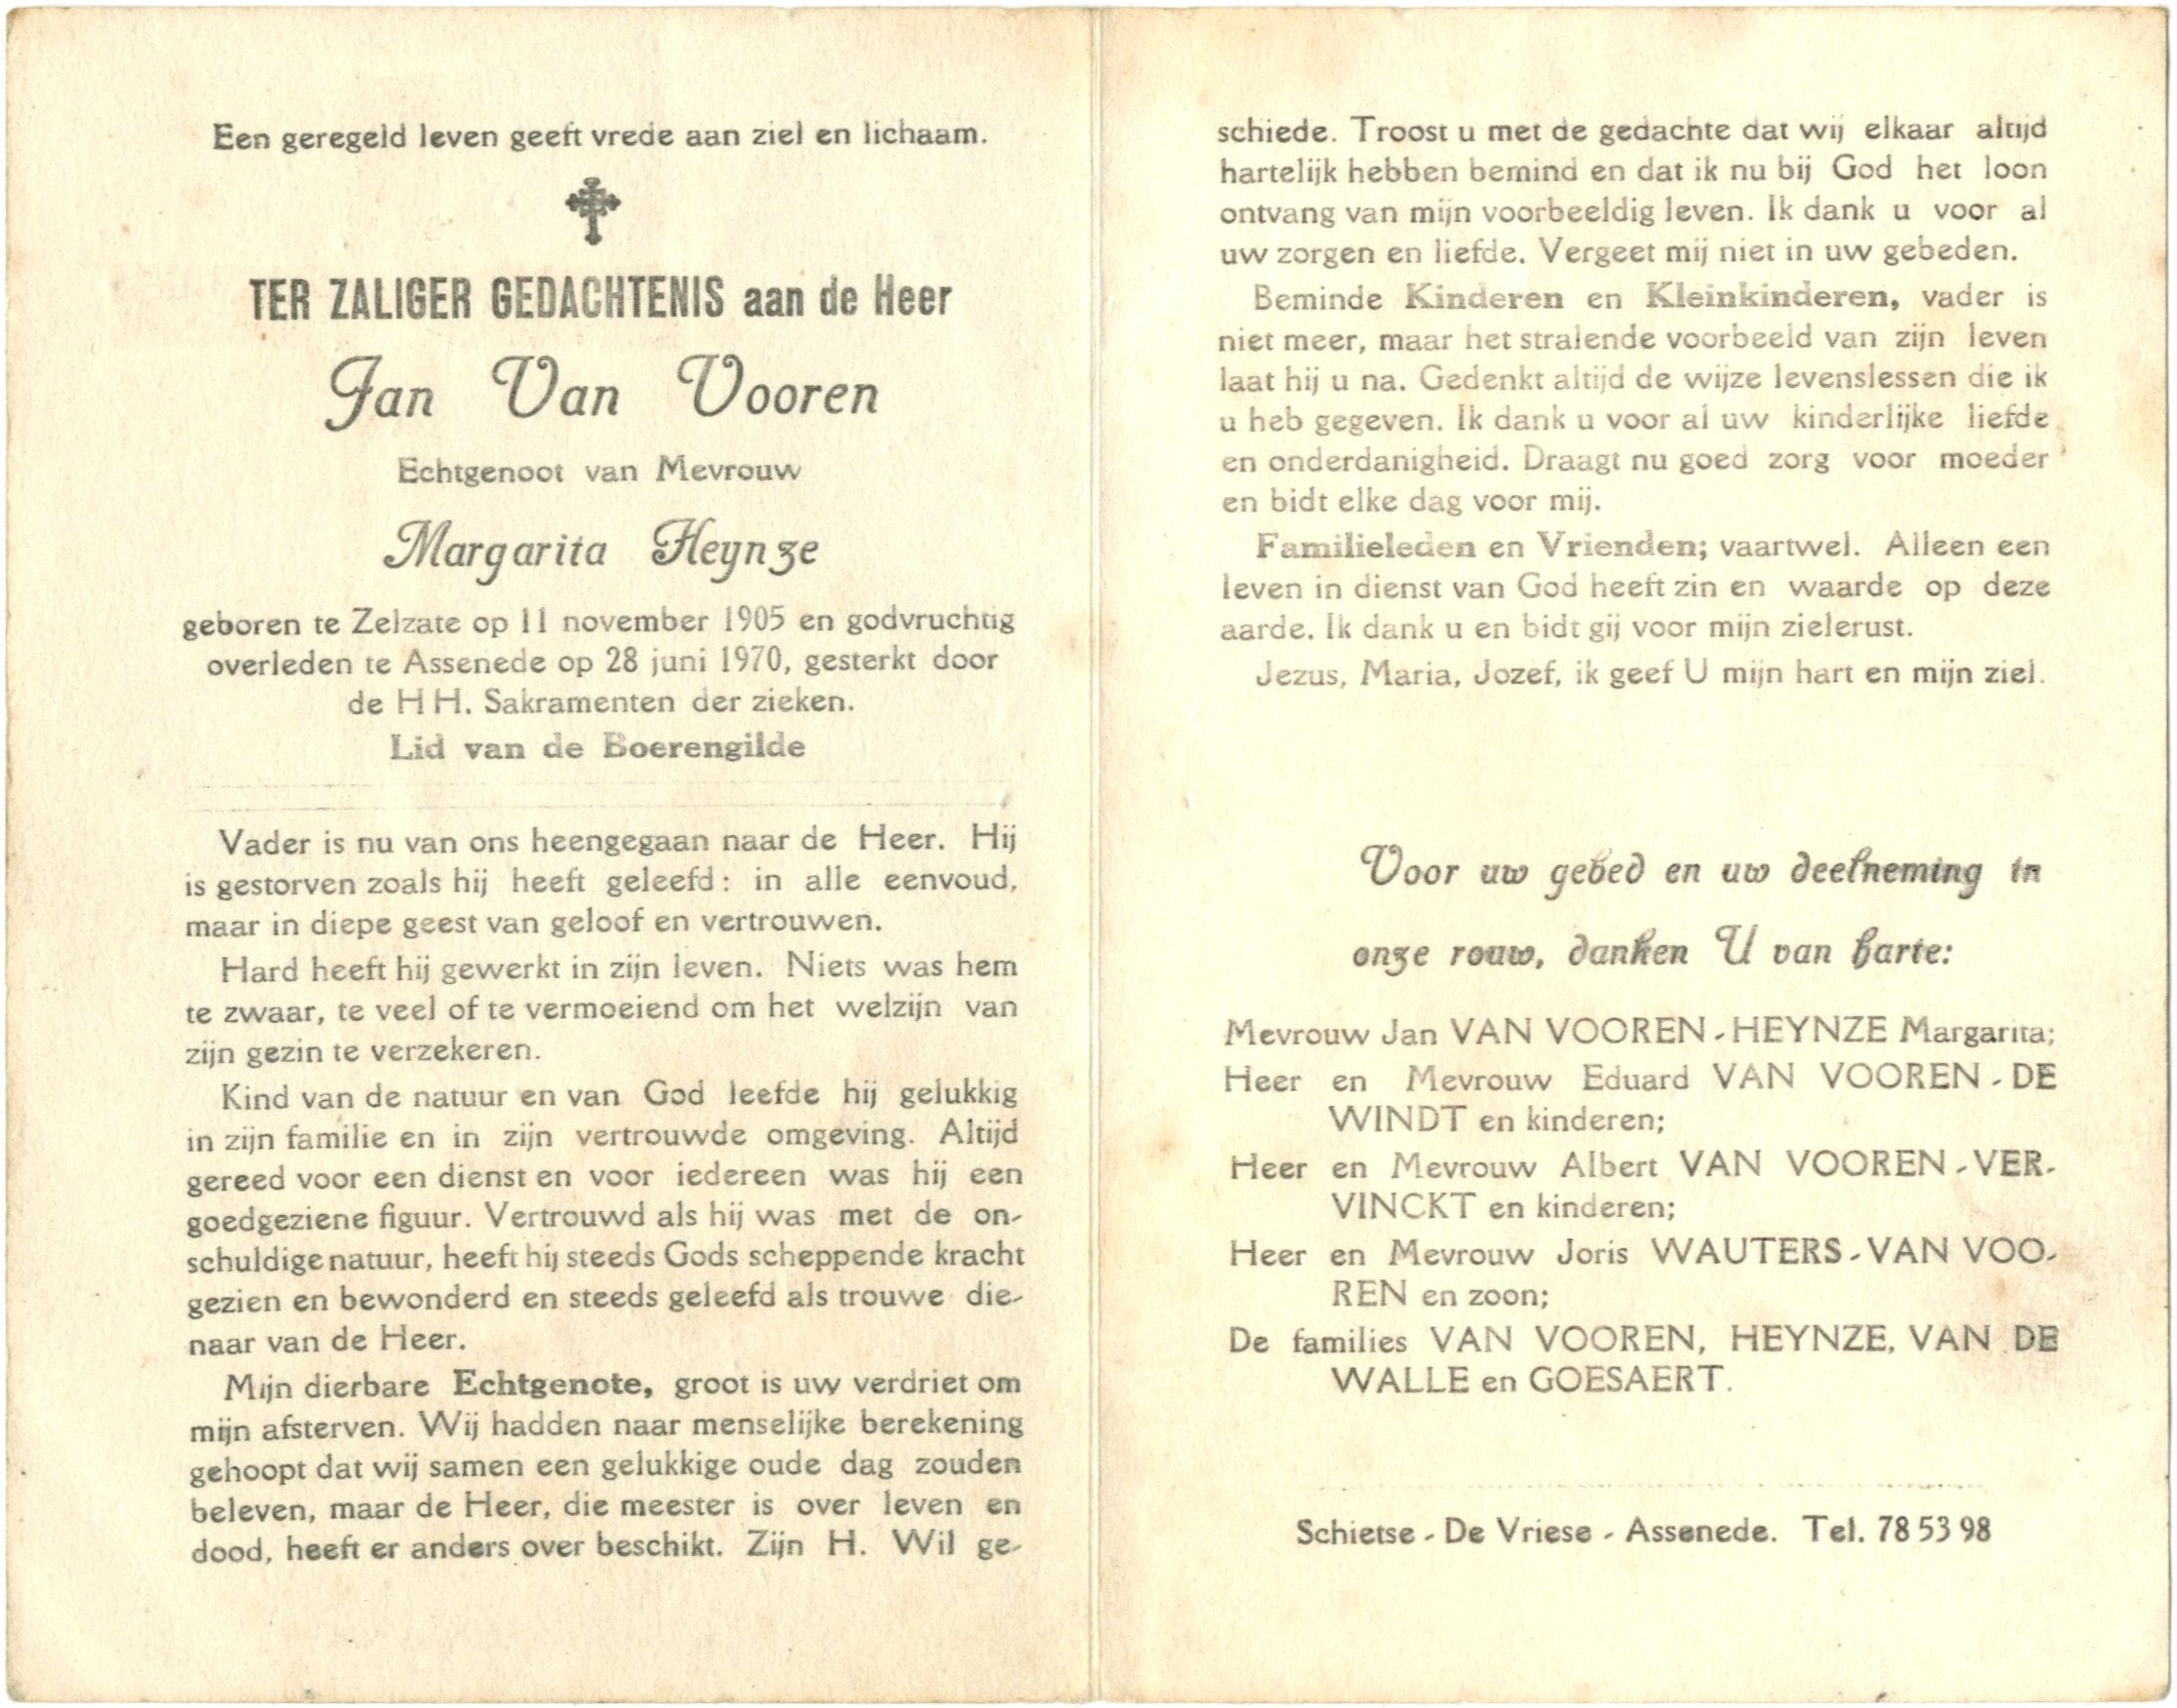 Een geregeld leven geeft vrede aan ziel en lichaam.
TER ZALIGER GEDACHTENIS aan de Heer
Jan Van Vooren
Echtgenoot van Mevrouw
Margarita Heynze
geboren te Zelzate op 11 november 1905 en godvruchtig
overleden te Assenede op 28 juni 1970, gesterkt door
de H H. Sakramenten der zieken.
Lid van de Boerengilde
Vader is nu van ons heengegaan naar de Heer. Hij
is gestorven zoals hij heeft geleefd: in alle eenvoud,
maar in diepe geest van geloof en vertrouwen.
Hard heeft hij gewerkt in zijn leven. Niets was hem
te zwaar, te veel of te vermoeiend om het welzijn van
zijn gezin te verzekeren.
Kind van de natuur en van God leefde hij gelukkig
in zijn familie en in zijn vertrouwde omgeving. Altijd
gereed voor een dienst en voor iedereen was hij een
goedgeziene figuur. Vertrouwd als hij was met de on-
schuldige natuur, heeft hij steeds Gods scheppende kracht
gezien en bewonderd en steeds geleefd als trouwe die-
naar van de Heer.
Mijn dierbare Echtgenote, groot is uw verdriet om
mijn afsterven. Wij hadden naar menselijke berekening
gehoopt dat wij samen een gelukkige oude dag zouden
beleven, maar de Heer, die meester is over leven en
dood, heeft er anders over beschikt. Zijn H. Wil ge-
schiede. Troost u met de gedachte dat wij elkaar altijd
hartelijk hebben bemind en dat ik nu bij God het loon
ontvang van mijn voorbeeldig leven. Ik dank u voor al
uw zorgen en liefde. Vergeet mij niet in uw gebeden.
Beminde Kinderen en Kleinkinderen, vader is
niet meer, maar het stralende voorbeeld van zijn leven
laat hij u na. Gedenkt altijd de wijze levenslessen die ik
u heb gegeven. Ik dank u voor al uw kinderlijke liefde
en onderdanigheid. Draagt nu goed zorg voor moeder
en bidt elke dag voor mij.
Familieleden en Vrienden; vaartwel. Alleen een
leven in dienst van God heeft zin en waarde op deze
aarde. Ik dank u en bidt gij voor mijn zielerust.
Jezus, Maria, Jozef, ik geef U mijn hart en mijn ziel.
Voor uw gebed en uw deelneming in
onze rouw, danken U van harte:
Mevrouw Jan VAN VOOREN-HEYNZE Margarita;
Heer en Mevrouw Eduard VAN VOOREN-DE
WINDT en kinderen;
Heer en Mevrouw Albert VAN VOOREN-VER-
VINCKT en kinderen;
Heer en Mevrouw Joris WAUTERS-VAN VOO-
REN en zoon;
De families VAN VOOREN, HEYNZE, VAN DE
WALLE en GOESAERT.
Schietse - De Vriese - Assenede. Tel. 78 53 98